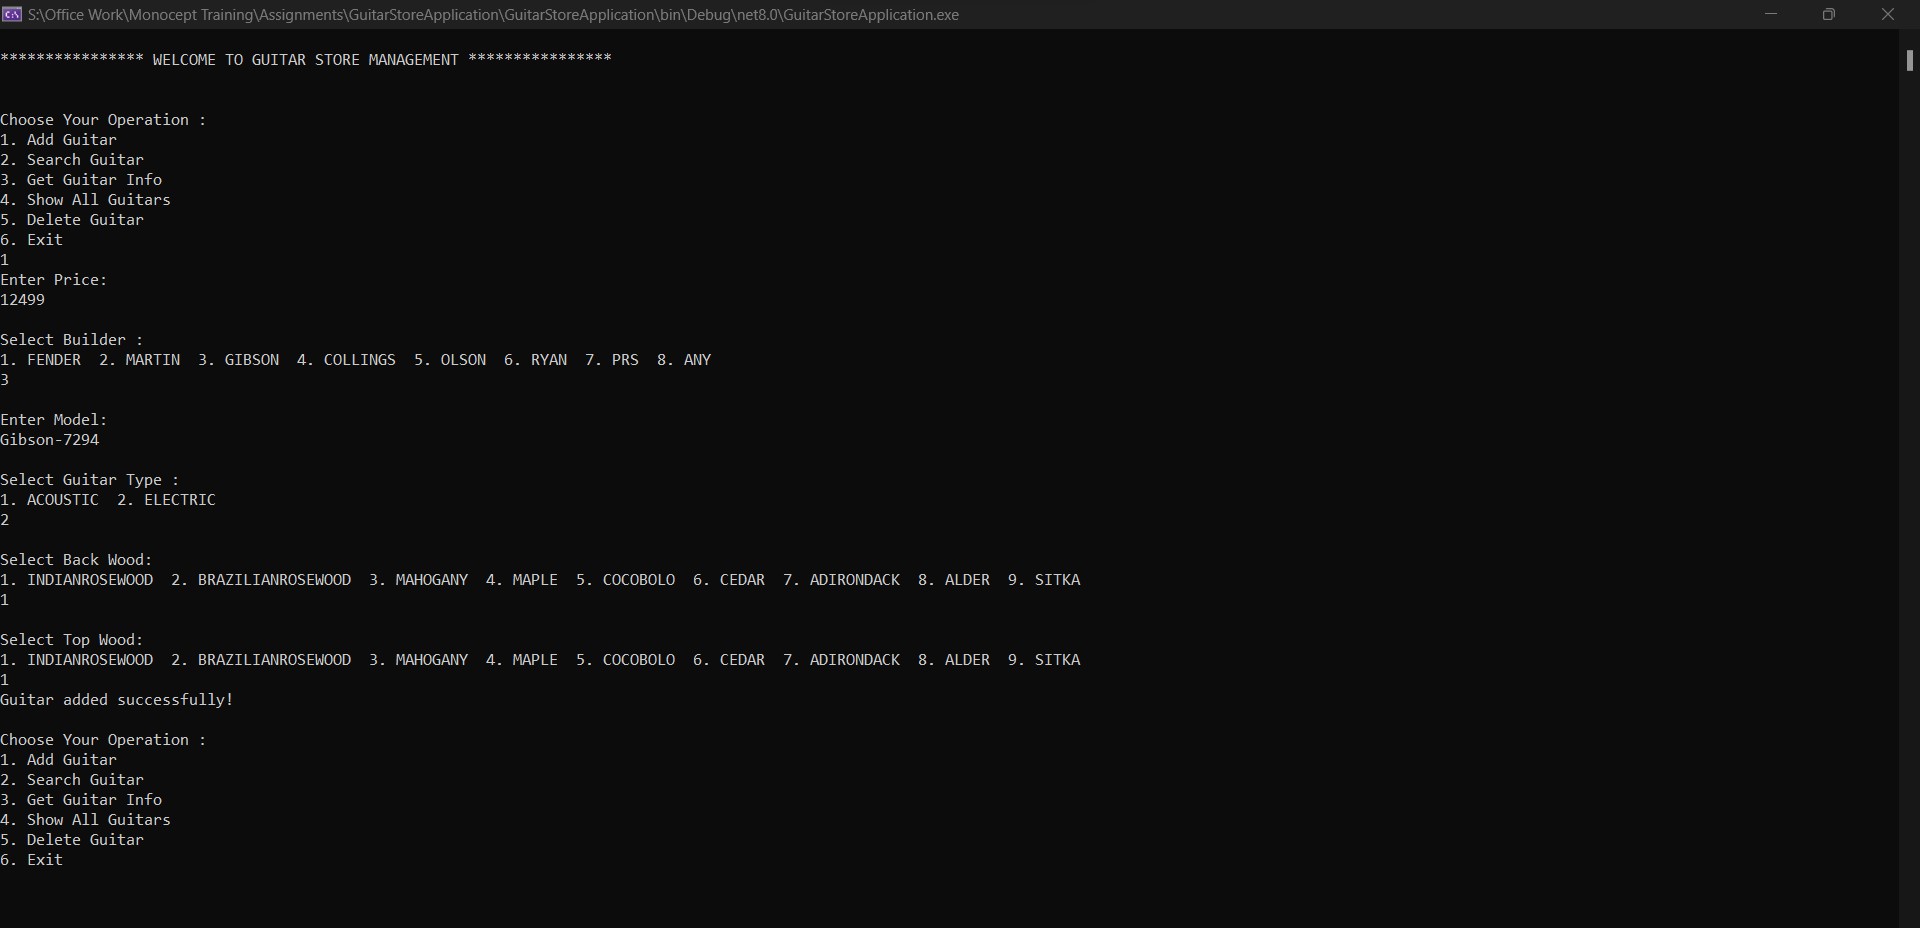 S:\Office Work\Monocept Training\Assignments\GuitarStoreApplication\GuitarStoreApplication\bin\Debug\net8.0\GuitarStoreApplication.exe
**************** WELCOME TO GUITAR STORE MANAGEMENT ****************
Choose Your Operation :
1. Add Guitar
2. Search Guitar
3. Get Guitar Info
4. Show All Guitars
5. Delete Guitar
6. Exit
1
Enter Price:
12499
Select Builder :
1. FENDER  2. MARTIN  3. GIBSON  4. COLLINGS  5. OLSON  6. RYAN  7. PRS  8. ANY
3
Enter Model:
Gibson-7294
Select Guitar Type :
1. ACOUSTIC  2. ELECTRIC
2
Select Back Wood:
1. INDIANROSEWOOD  2. BRAZILIANROSEWOOD  3. MAHOGANY  4. MAPLE  5. COCOBOLO  6. CEDAR  7. ADIRONDACK  8. ALDER  9. SITKA
1
Select Top Wood:
1. INDIANROSEWOOD  2. BRAZILIANROSEWOOD  3. MAHOGANY  4. MAPLE  5. COCOBOLO  6. CEDAR  7. ADIRONDACK  8. ALDER  9. SITKA
1
Guitar added successfully!
Choose Your Operation :
1. Add Guitar
2. Search Guitar
3. Get Guitar Info
4. Show All Guitars
5. Delete Guitar
6. Exit